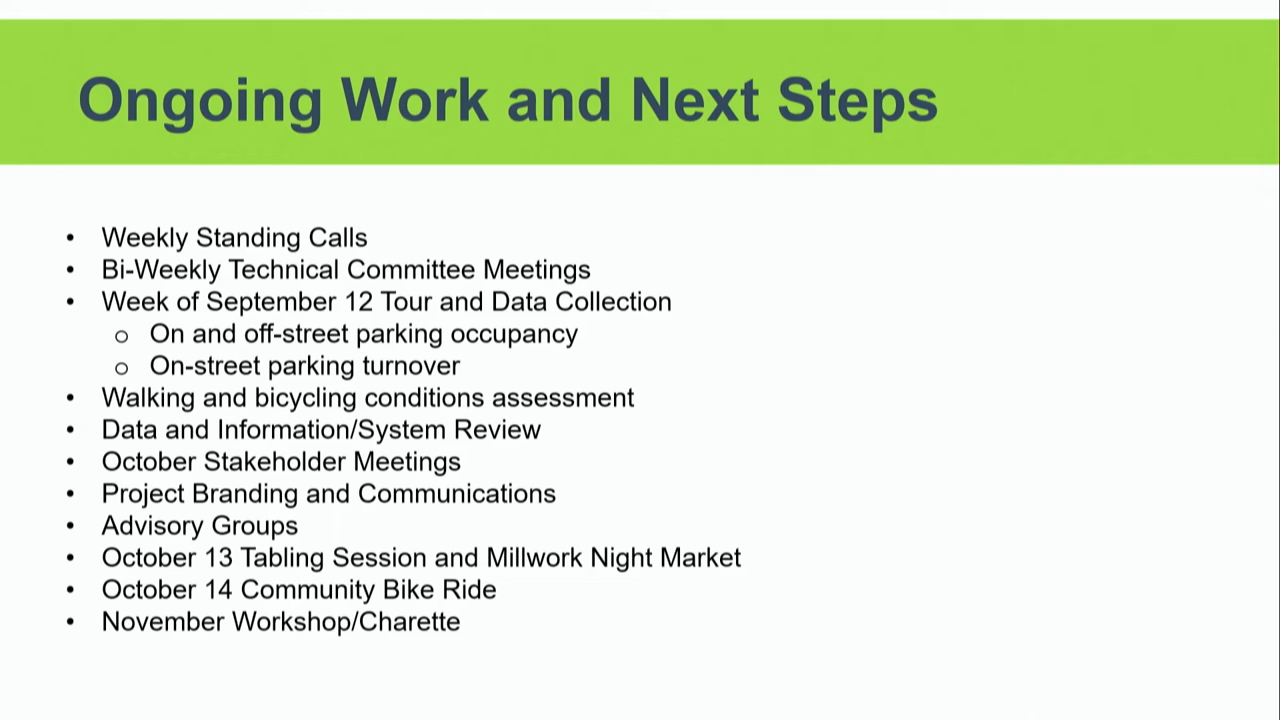 Ongoing Work and Next Steps
• Weekly Standing Calls
• Bi-Weekly Technical Committee Meetings
• Week of September 12 Tour and Data Collection
o On and off-street parking occupancy
o On-street parking turnover
• Walking and bicycling conditions assessment
• Data and Information/System Review
• October Stakeholder Meetings
• Project Branding and Communications
• Advisory Groups
• October 13 Tabling Session and Millwork Night Market
• October 14 Community Bike Ride
• November Workshop/Charette